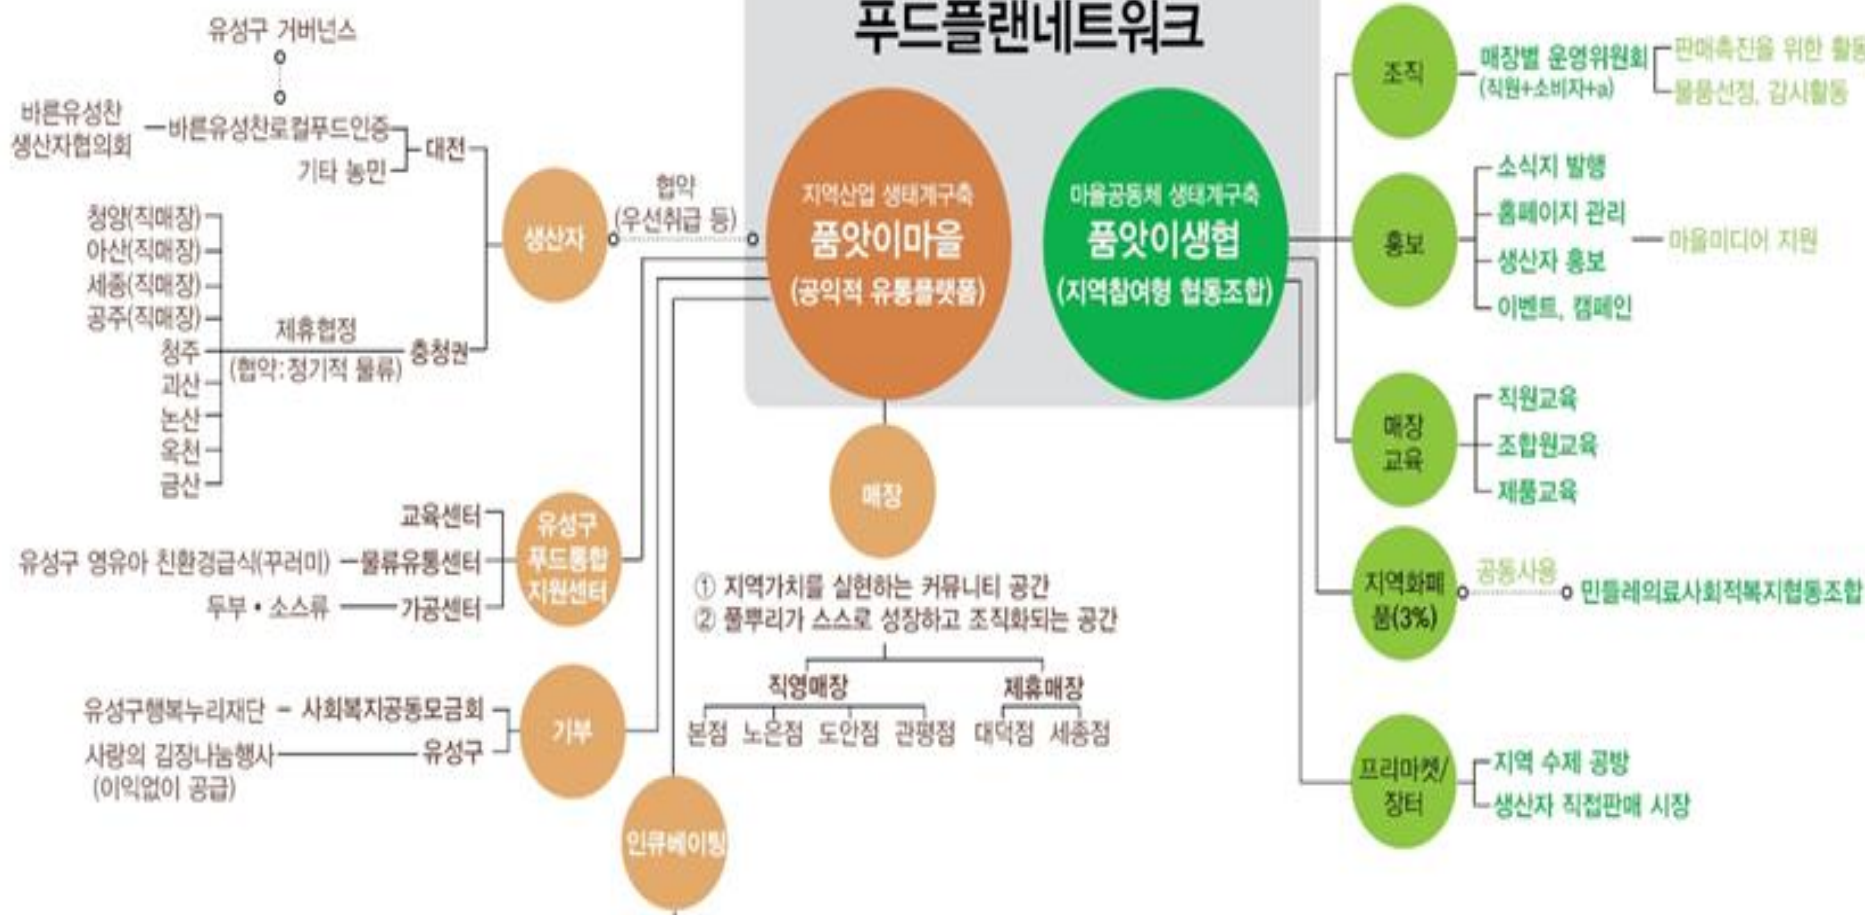 푸드플랜네트워크
유성구 거버넌스
바른유성찬
생산자협의회
바른유성찬로컬푸드인증
기타 농민
대전
청양(직매장)
아산(직매장)
세종(직매장)
공주(직매장)
청주
괴산
논산
옥천
금산
제휴협정
(협약:정기적 물류)
충청권
생산자
협약
(우선취급 등)
지역산업 생태계구축
품앗이마을
(공익적 유통플랫폼)
마을공동체 생태계구축
품앗이생협
(지역참여형 협동조합)
조직
매장별 운영위원회
(직원+소비자+a)
판매촉진을 위한 활동
물품선정, 감시활동
홍보
소식지 발행
홈페이지 관리
생산자 홍보
이벤트, 캠페인
마을미디어 지원
매장
교육
직원교육
조합원교육
제품교육
지역화폐
품(3%)
공동사용
민들레의료사회적복지협동조합
프리마켓/
장터
지역 수제 공방
생산자 직접판매 시장
매장
① 지역가치를 실현하는 커뮤니티 공간
② 풀뿌리가 스스로 성장하고 조직화되는 공간
직영매장
제휴매장
본점 노은점 도안점 관평점 대덕점 세종점
교육센터
유성구 영유아 친환경급식(꾸러미)
물류유통센터
두부 • 소스류
가공센터
유성구
푸드통합
지원센터
유성구행복누리재단 - 사회복지공동모금회
사랑의 김장나눔행사
(이익없이 공급)
유성구
기부
인큐베이팅